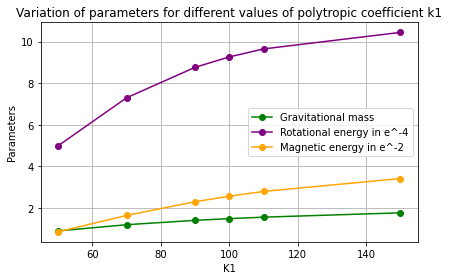 Variation of parameters for different values of polytropic coefficient k1
10
8
6
4
2
Parameters
Gravitational mass
Rotational energy in e^-4
Magnetic energy in e^-2
60 80 100 120 140
K1